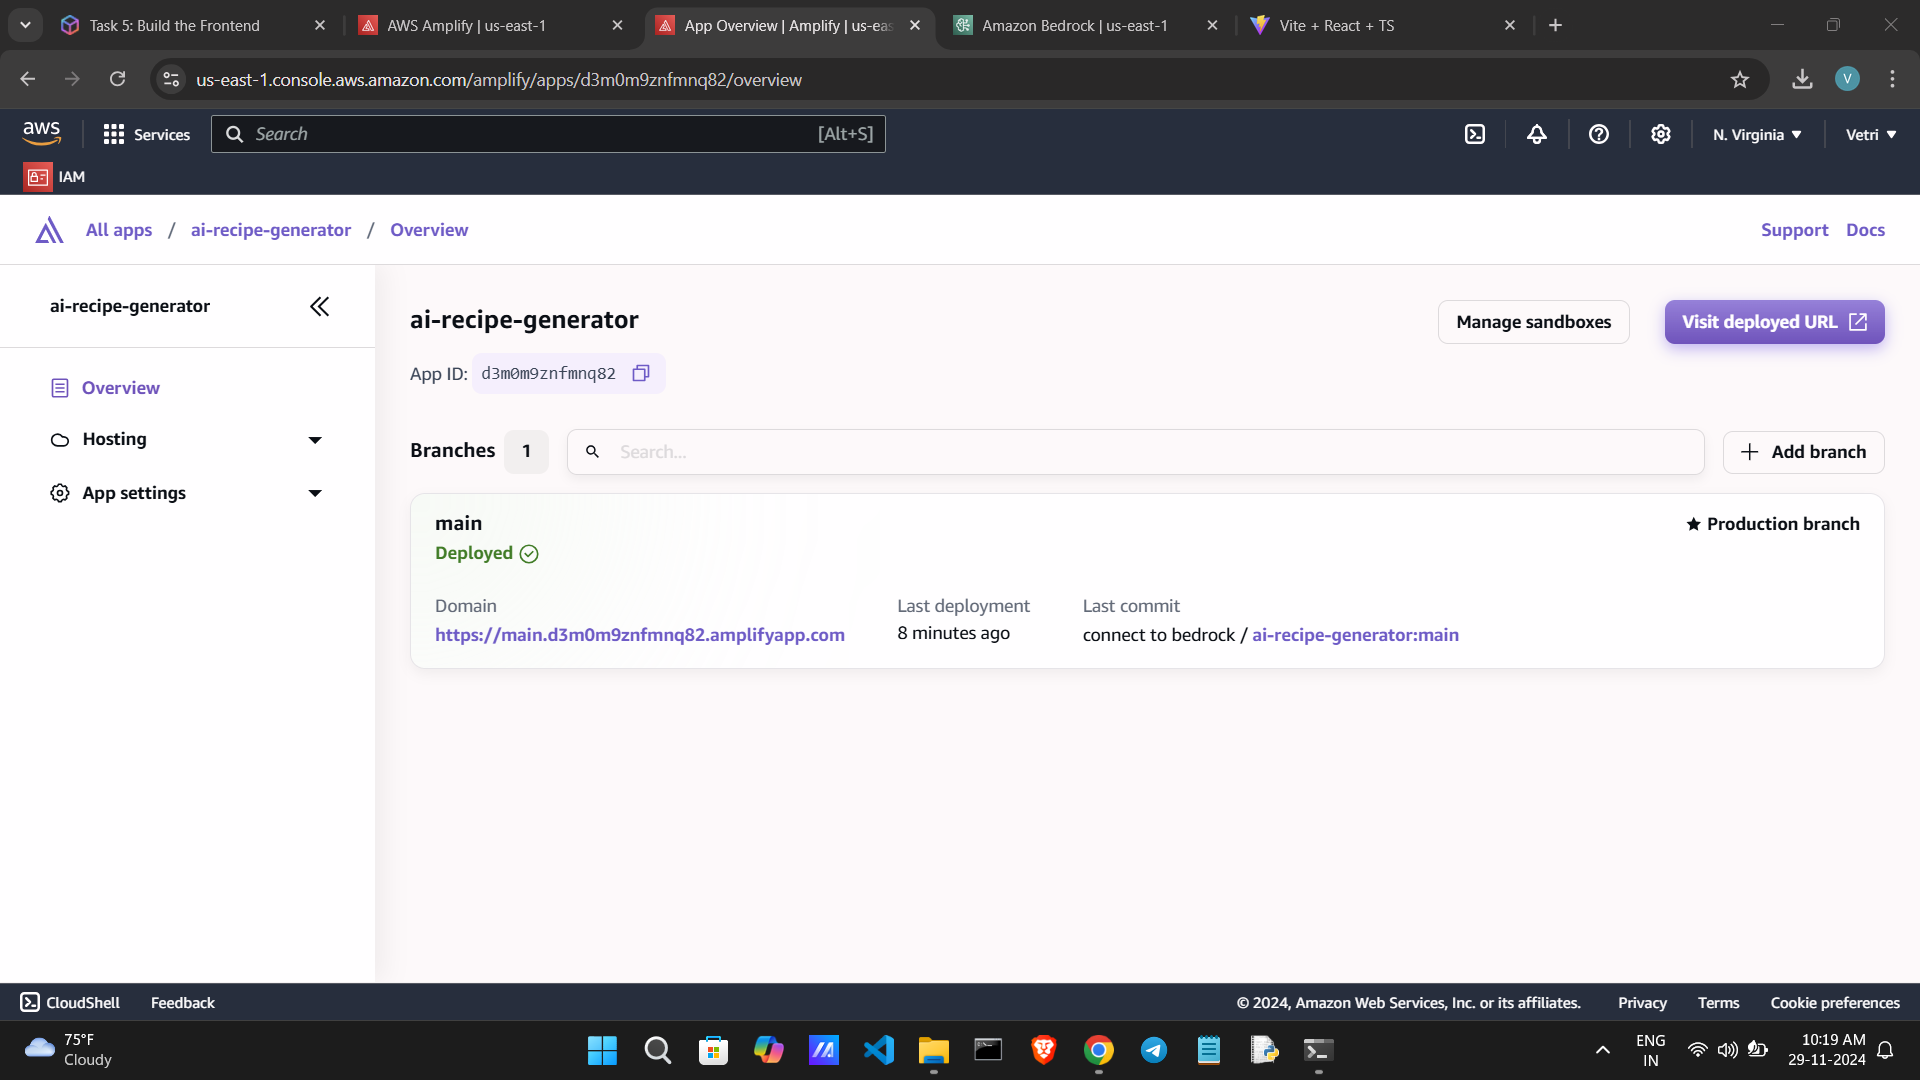 Task 5: Build the Frontend
AWS Amplify | us-east-1
App Overview | Amplify | us-eas
Amazon Bedrock | us-east-1
Vite + React + TS
us-east-1.console.aws.amazon.com/amplify/apps/d3m0m9znfmnq82/overview
V
aws
Services
Search
[Alt+S]
N. Virginia
Vetri
IAM
All apps / ai-recipe-generator / Overview
Support
Docs
ai-recipe-generator
Overview
Hosting
App settings
ai-recipe-generator
Manage sandboxes
Visit deployed URL
App ID: d3m0m9znfmnq82
Branches 1
Search...
Add branch
main
Production branch
Deployed
Domain
https://main.d3m0m9znfmnq82.amplifyapp.com
Last deployment
8 minutes ago
Last commit
connect to bedrock / ai-recipe-generator:main
CloudShell
Feedback
© 2024, Amazon Web Services, Inc. or its affiliates.
Privacy
Terms
Cookie preferences
75°F
Cloudy
ENG
IN
10:19 AM
29-11-2024